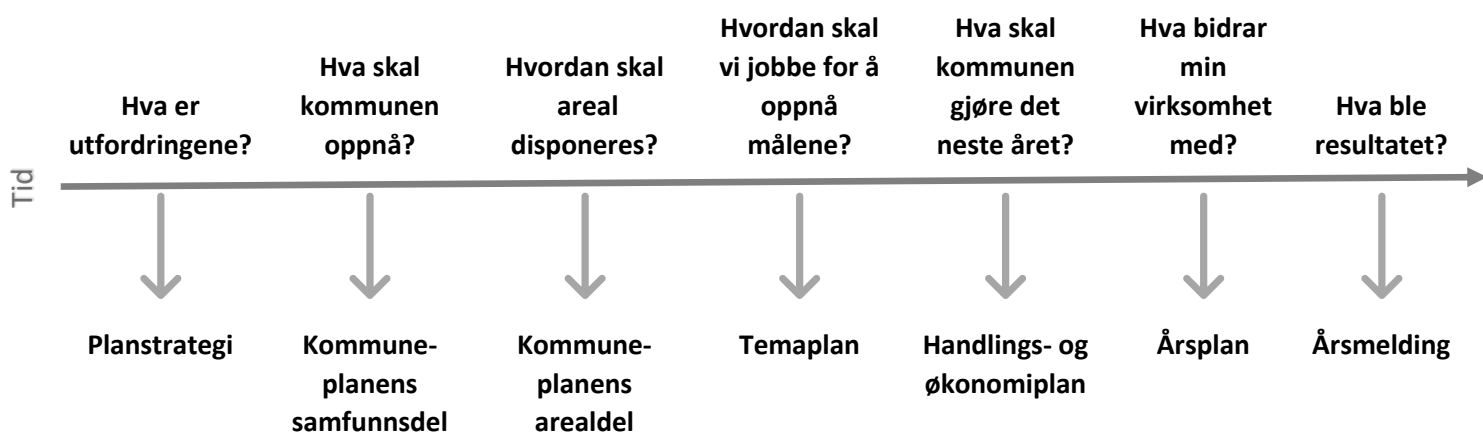 Hva er
utfordringene?
Hva skal
kommunen
oppnå?
Hvordan skal
areal
disponeres?
Hvordan skal
vi jobbe for å
oppnå
målene?
Hva skal
kommunen
gjøre det
neste året?
Hva bidrar
min
virksomhet
med?
Hva ble
resultatet?
Tid
Planstrategi
Kommune-
planens
samfunnsdel
Kommune-
planens
arealdel
Temaplan
Handlings- og
økonomiplan
Årsplan
Årsmelding